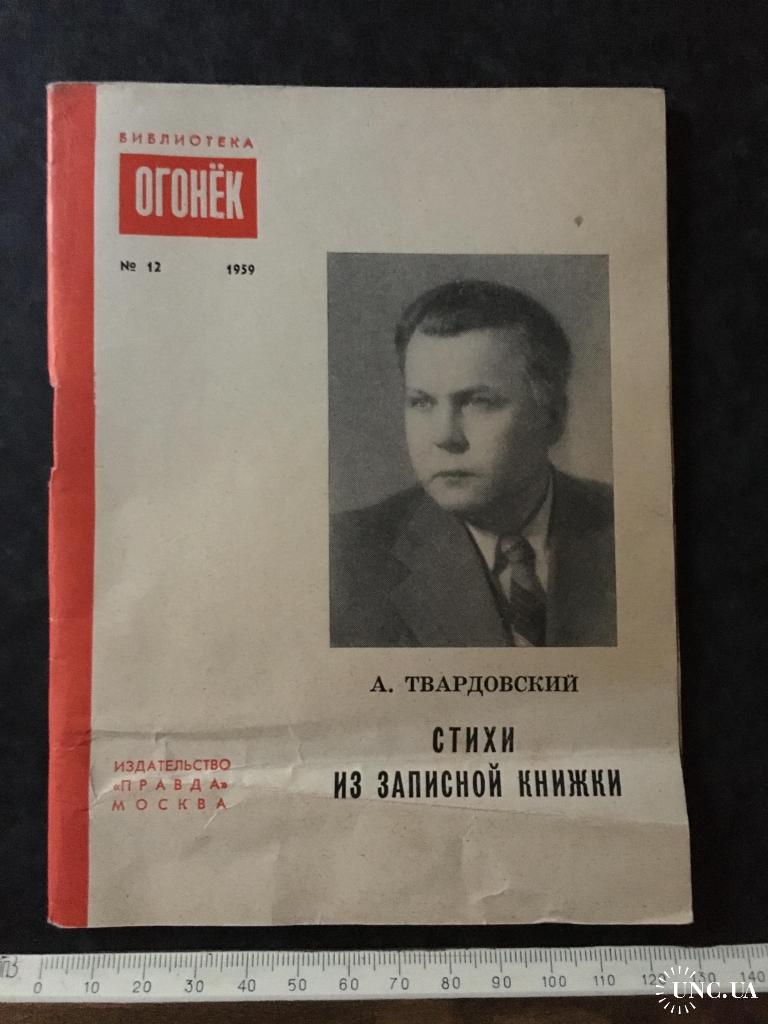 БИБЛИОТЕКА
ОГОНЁК
№ 12 1959
А. ТВАРДОВСКИЙ
СТИХИ
ИЗ ЗАПИСНОЙ КНИЖКИ
ИЗДАТЕЛЬСТВО
«ПРАВДА»
МОСКВА
0 10 20 30 40 50 60 70 80 90 100 110 120 130 140
UNC.UA